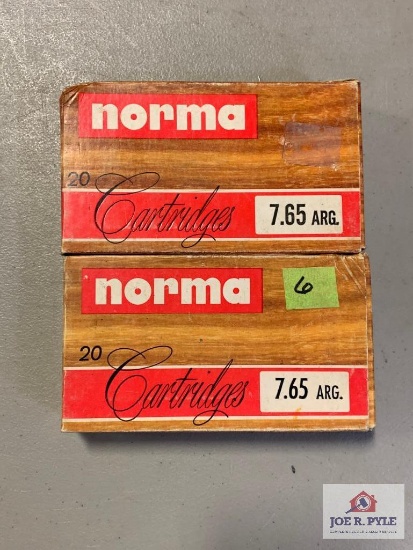 norma
20
Cartridges
7.65 ARG.
norma
6
20
Cartridges
7.65 ARG.
JOE R. PYLE